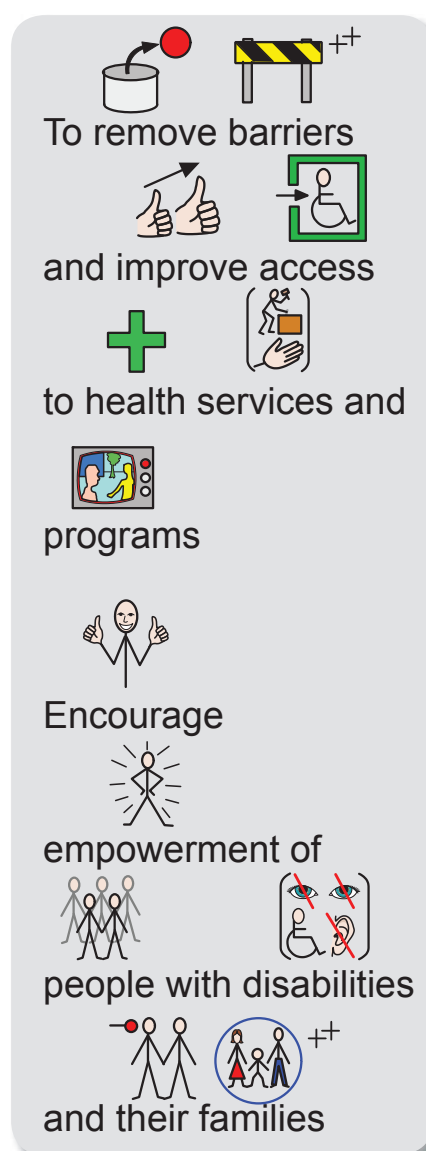 To remove barriers
and improve access
to health services and
programs
Encourage
empowerment of
people with disabilities
and their families